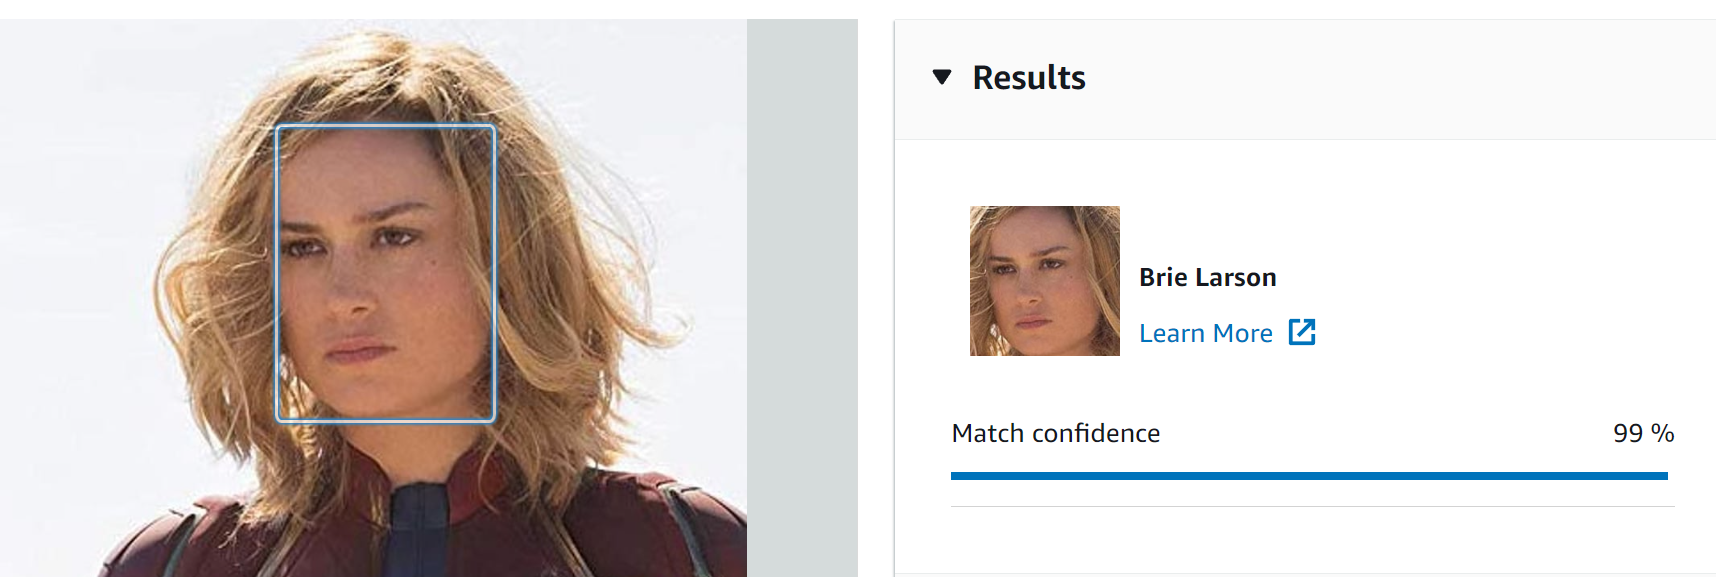 Results
Brie Larson
Learn More
Match confidence 99 %